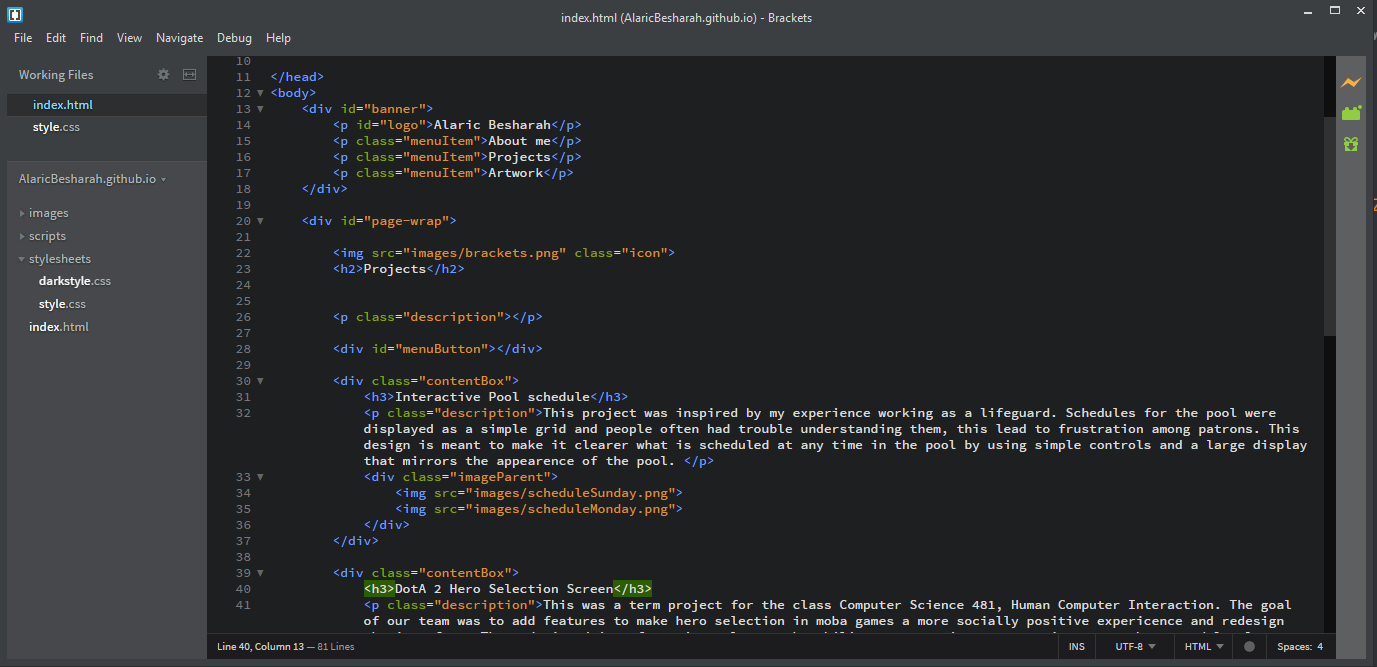 index.html (AlaricBesharah.github.io) - Brackets
File Edit Find View Navigate Debug Help
Working Files
index.html
style.css
AlaricBesharah.github.io
images
scripts
stylesheets
darkstyle.css
style.css
index.html
10
11 </head>
12 <body>
13 <div id="banner">
14 <p id="logo">Alaric Besharah</p>
15 <p class="menuItem">About me</p>
16 <p class="menuItem">Projects</p>
17 <p class="menuItem">Artwork</p>
18 </div>
19
20 <div id="page-wrap">
21
22 <img src="images/brackets.png" class="icon">
23 <h2>Projects</h2>
24
25
26 <p class="description"></p>
27
28 <div id="menuButton"></div>
29
30 <div class="contentBox">
31 <h3>Interactive Pool schedule</h3>
32 <p class="description">This project was inspired by my experience working as a lifeguard. Schedules for the pool were
displayed as a simple grid and people often had trouble understanding them, this lead to frustration among patrons. This
design is meant to make it clearer what is scheduled at any time in the pool by using simple controls and a large display
that mirrors the appearence of the pool. </p>
33 <div class="imageParent">
34 <img src="images/scheduleSunday.png">
35 <img src="images/scheduleMonday.png">
36 </div>
37 </div>
38
39 <div class="contentBox">
40 <h3>DotA 2 Hero Selection Screen</h3>
41 <p class="description">This was a term project for the class Computer Science 481, Human Computer Interaction. The goal
of our team was to add features to make hero selection in moba games a more socially positive expericence and redesign
Line 40, Column 13 — 81 Lines
INS UTF-8 HTML Spaces: 4